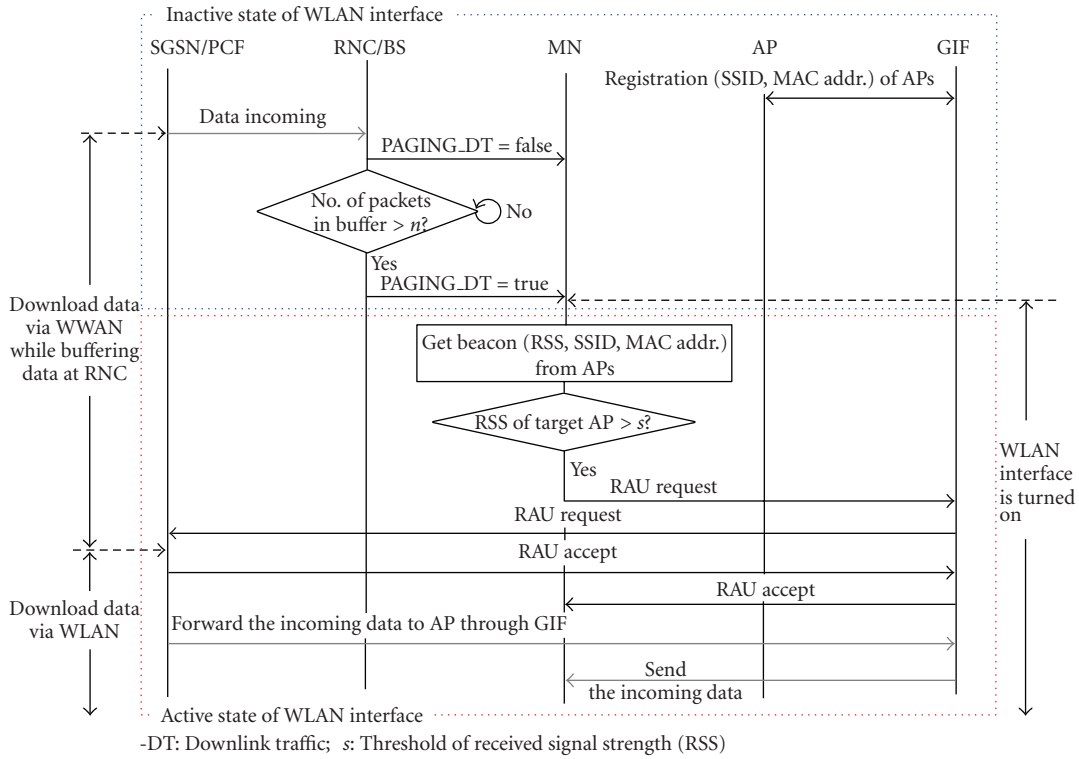 Inactive state of WLAN interface
SGSN/PCF RNC/BS MN AP GIF
Registration (SSID, MAC addr.) of APs
Data incoming
PAGING_DT = false
No. of packets
in buffer > n?
No
Yes
PAGING_DT = true
Download data
via WWAN
while buffering
data at RNC
Get beacon (RSS, SSID, MAC addr.)
from APs
RSS of target AP > s?
Yes
WLAN
interface
is turned
on
RAU request
RAU request
RAU accept
RAU accept
Download data
via WLAN
Forward the incoming data to AP through GIF
Send
the incoming data
Active state of WLAN interface
-DT: Downlink traffic; s: Threshold of received signal strength (RSS)